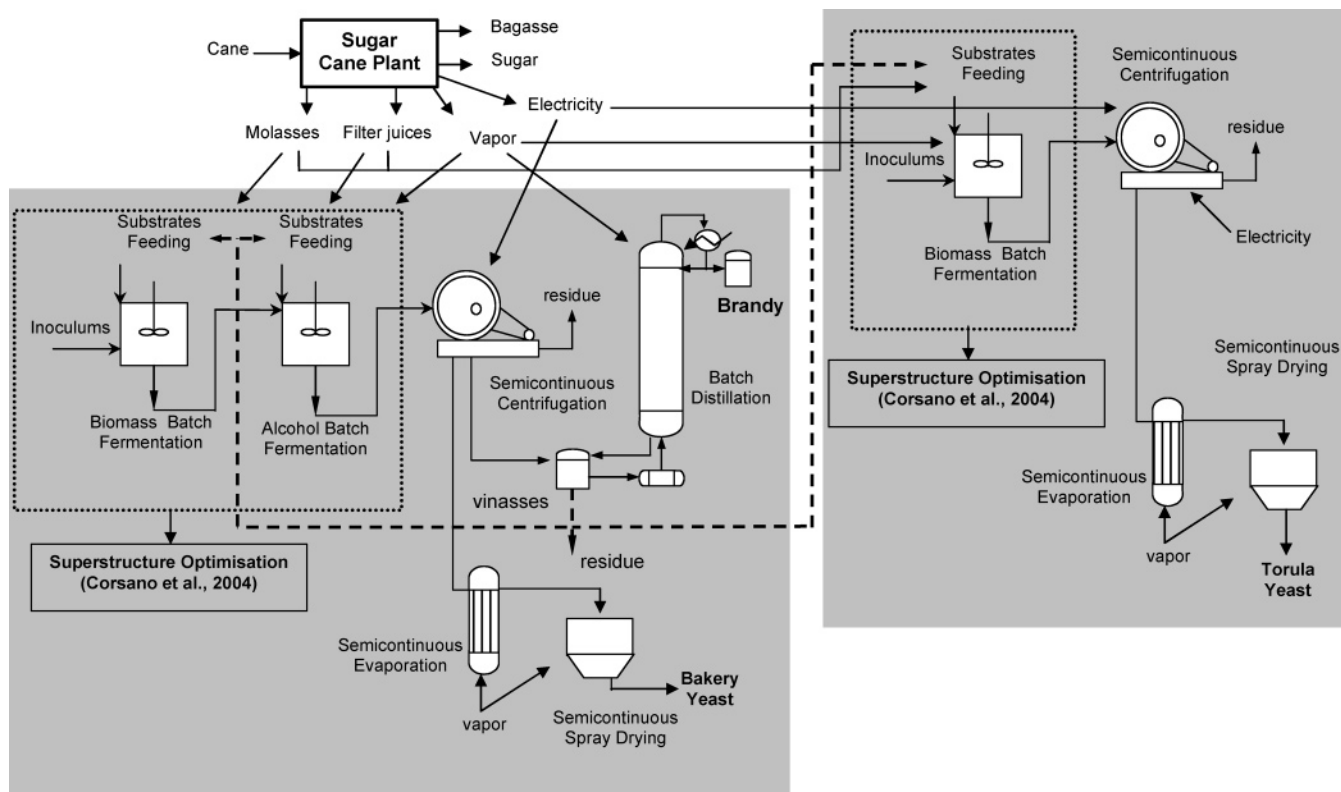 Cane
Sugar
Cane Plant
Bagasse
Sugar
Electricity
Molasses
Filter juices
Vapor
Substrates
Feeding
Substrates
Feeding
Inoculums
Biomass Batch
Fermentation
Alcohol Batch
Fermentation
residue
Semicontinuous
Centrifugation
Brandy
Batch
Distillation
vinasses
residue
Superstructure Optimisation
(Corsano et al., 2004)
Semicontinuous
Evaporation
vapor
Bakery
Yeast
Semicontinuous
Spray Drying
Substrates
Feeding
Semicontinuous
Centrifugation
residue
Inoculums
Electricity
Biomass Batch
Fermentation
Superstructure Optimisation
(Corsano et al., 2004)
Semicontinuous
Spray Drying
Semicontinuous
Evaporation
vapor
Torula
Yeast